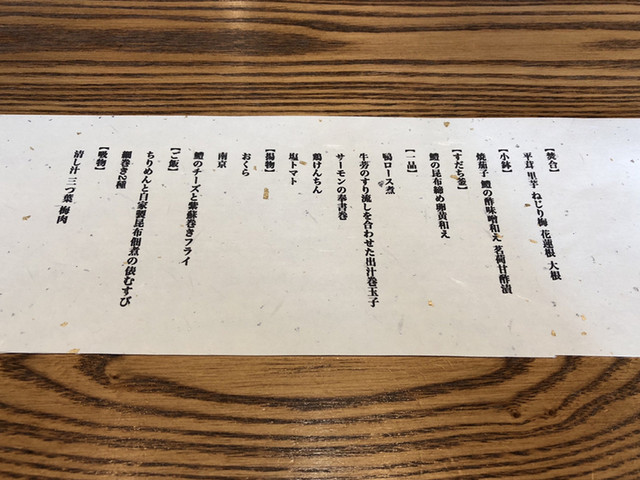 【焚合】
平茸 里芋 ねじり梅 花蓮根 大根
【小鉢】
焼茄子 鱧の酢味噌和え 茗荷甘酢漬
【すだち釜】
鱧の昆布締め卵黄和え
【一品】
鴨ロース煮
牛蒡のすり流しを合わせた出汁巻玉子
サーモンの奉書巻
鶏けんちん
塩トマト
【揚物】
おくら
南京
鱧のチーズと紫蘇巻きフライ
【ご飯】
ちりめんと自家製昆布佃煮の俵むすび
細巻き2種
【吸物】
清し汁 三つ葉 梅肉